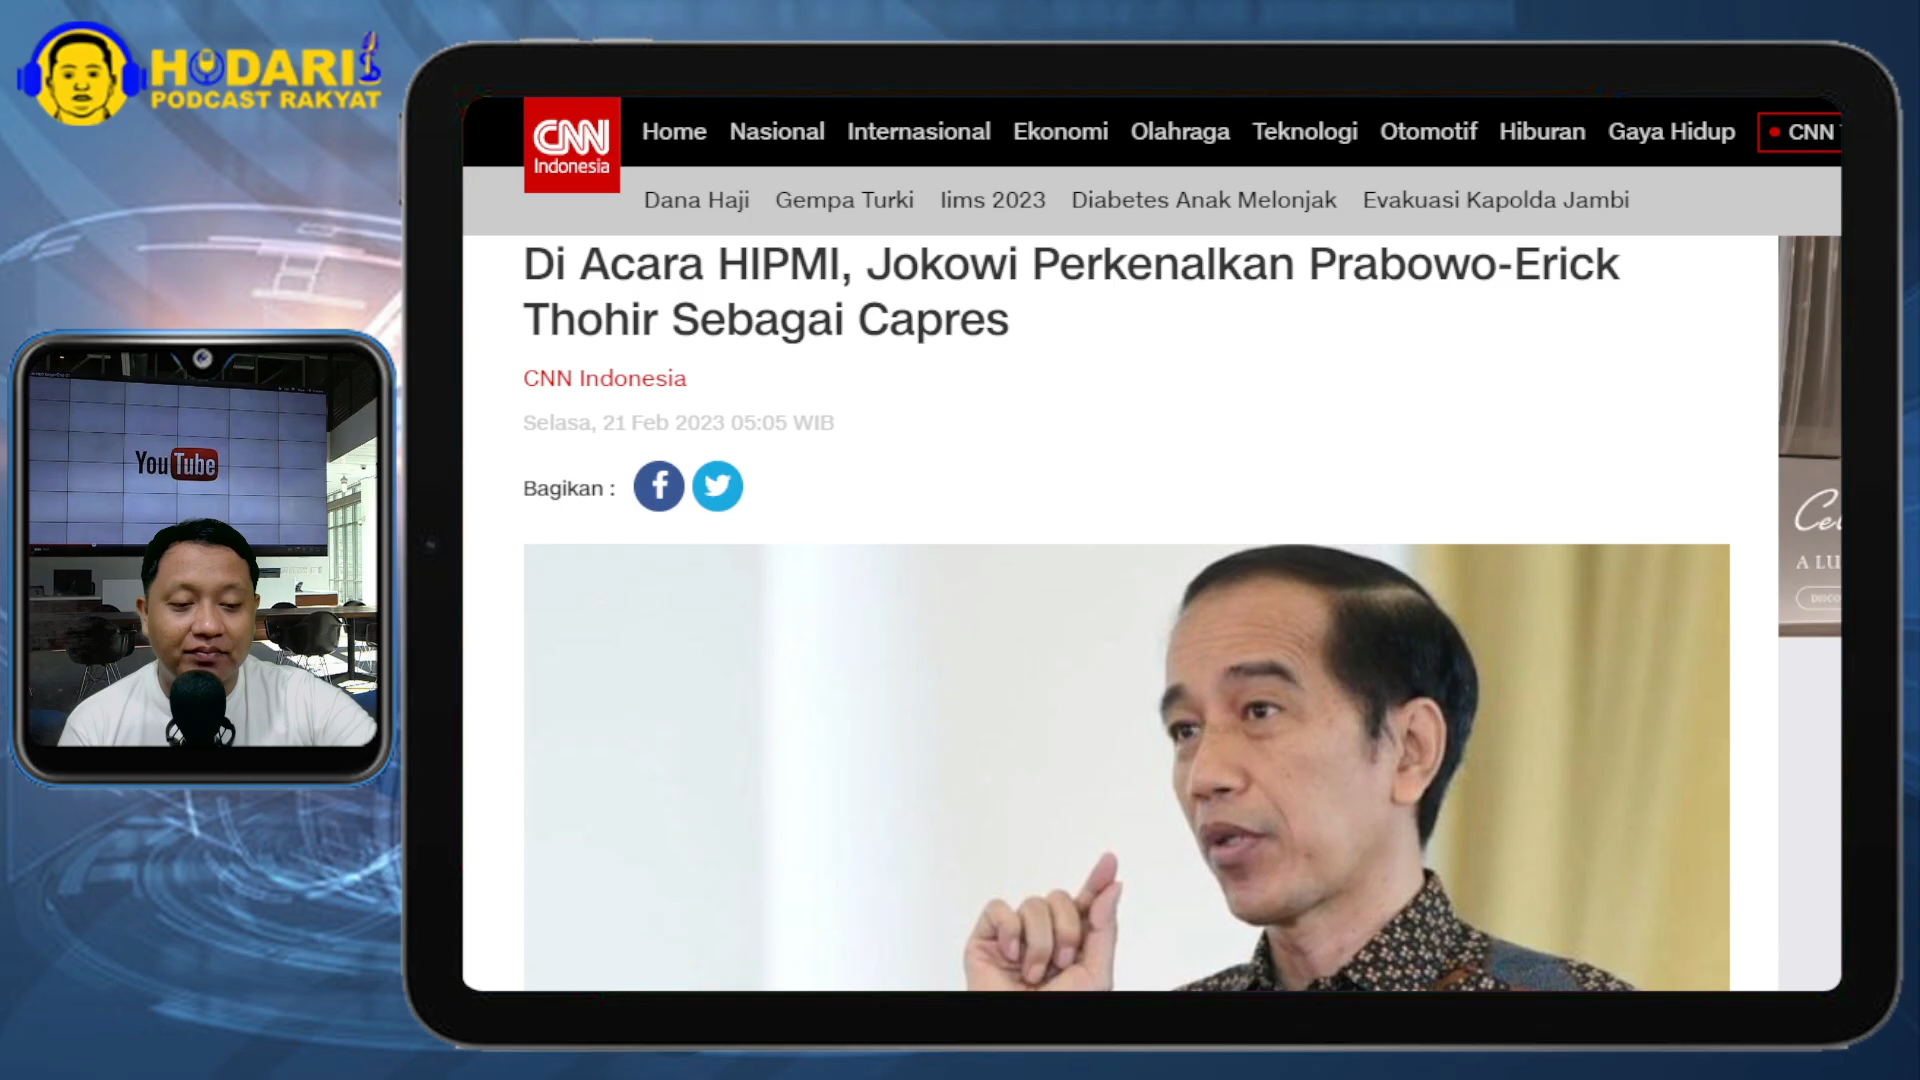 HODARI
PODCAST RAKYAT
CNN
Indonesia
Home Nasional Internasional Ekonomi Olahraga Teknologi Otomotif Hiburan Gaya Hidup CNN
Dana Haji Gempa Turki Iims 2023 Diabetes Anak Melonjak Evakuasi Kapolda Jambi
Di Acara HIPMI, Jokowi Perkenalkan Prabowo-Erick
Thohir Sebagai Capres
CNN Indonesia
Selasa, 21 Feb 2023 05:05 WIB
Bagikan :
YouTube
A LU